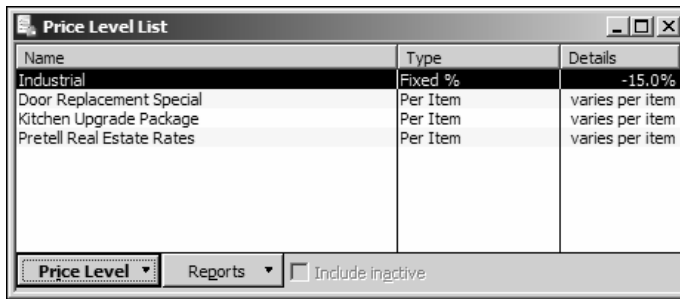 Price Level List
Name Type Details
Industrial Fixed % -15.0%
Door Replacement Special Per Item varies per item
Kitchen Upgrade Package Per Item varies per item
Pretell Real Estate Rates Per Item varies per item
Price Level Reports Include inactive